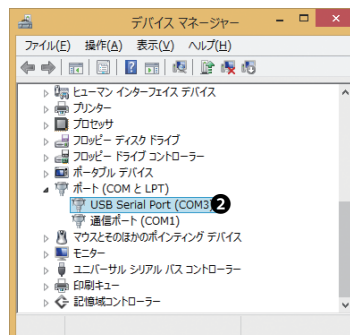 デバイス マネージャー
ファイル(F) 操作(A) 表示(V) ヘルプ(H)
ヒューマン インターフェイス デバイス
プリンター
プロセッサ
フロッピー ディスク ドライブ
フロッピー ドライブ コントローラー
ポータブル デバイス
ポート (COM と LPT)
USB Serial Port (COM3) ❷
通信ポート (COM1)
マウスとそのほかのポインティング デバイス
モニター
ユニバーサル シリアル バス コントローラー
印刷キュー
記憶域コントローラー